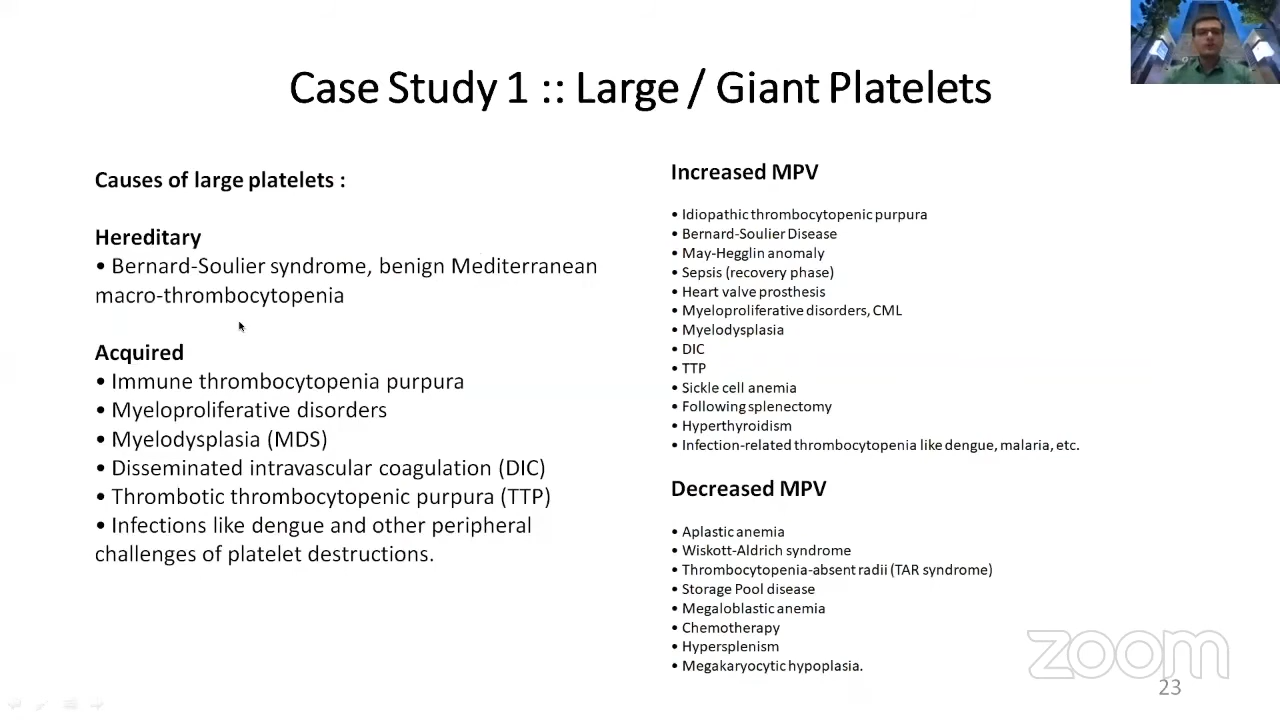 Case Study 1 :: Large / Giant Platelets
Causes of large platelets :
Hereditary
• Bernard-Soulier syndrome, benign Mediterranean
macro-thrombocytopenia
Acquired
• Immune thrombocytopenia purpura
• Myeloproliferative disorders
• Myelodysplasia (MDS)
• Disseminated intravascular coagulation (DIC)
• Thrombotic thrombocytopenic purpura (TTP)
• Infections like dengue and other peripheral
challenges of platelet destructions.
Increased MPV
• Idiopathic thrombocytopenic purpura
• Bernard-Soulier Disease
• May-Hegglin anomaly
• Sepsis (recovery phase)
• Heart valve prosthesis
• Myeloproliferative disorders, CML
• Myelodysplasia
• DIC
• TTP
• Sickle cell anemia
• Following splenectomy
• Hyperthyroidism
• Infection-related thrombocytopenia like dengue, malaria, etc.
Decreased MPV
• Aplastic anemia
• Wiskott-Aldrich syndrome
• Thrombocytopenia-absent radii (TAR syndrome)
• Storage Pool disease
• Megaloblastic anemia
• Chemotherapy
• Hypersplenism
• Megakaryocytic hypoplasia.
zoom
23